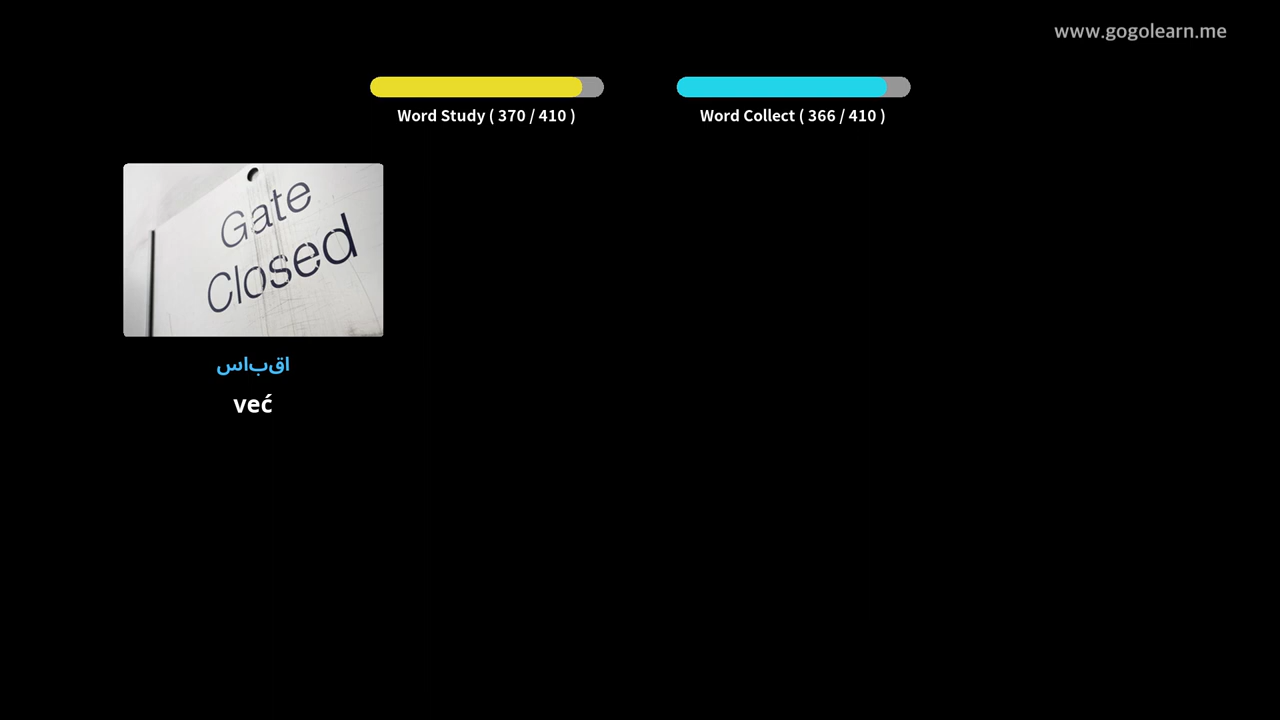 www.gogolearn.me
Word Study ( 370 / 410 )
Word Collect ( 366 / 410 )
Gate
Closed
اقباس
već